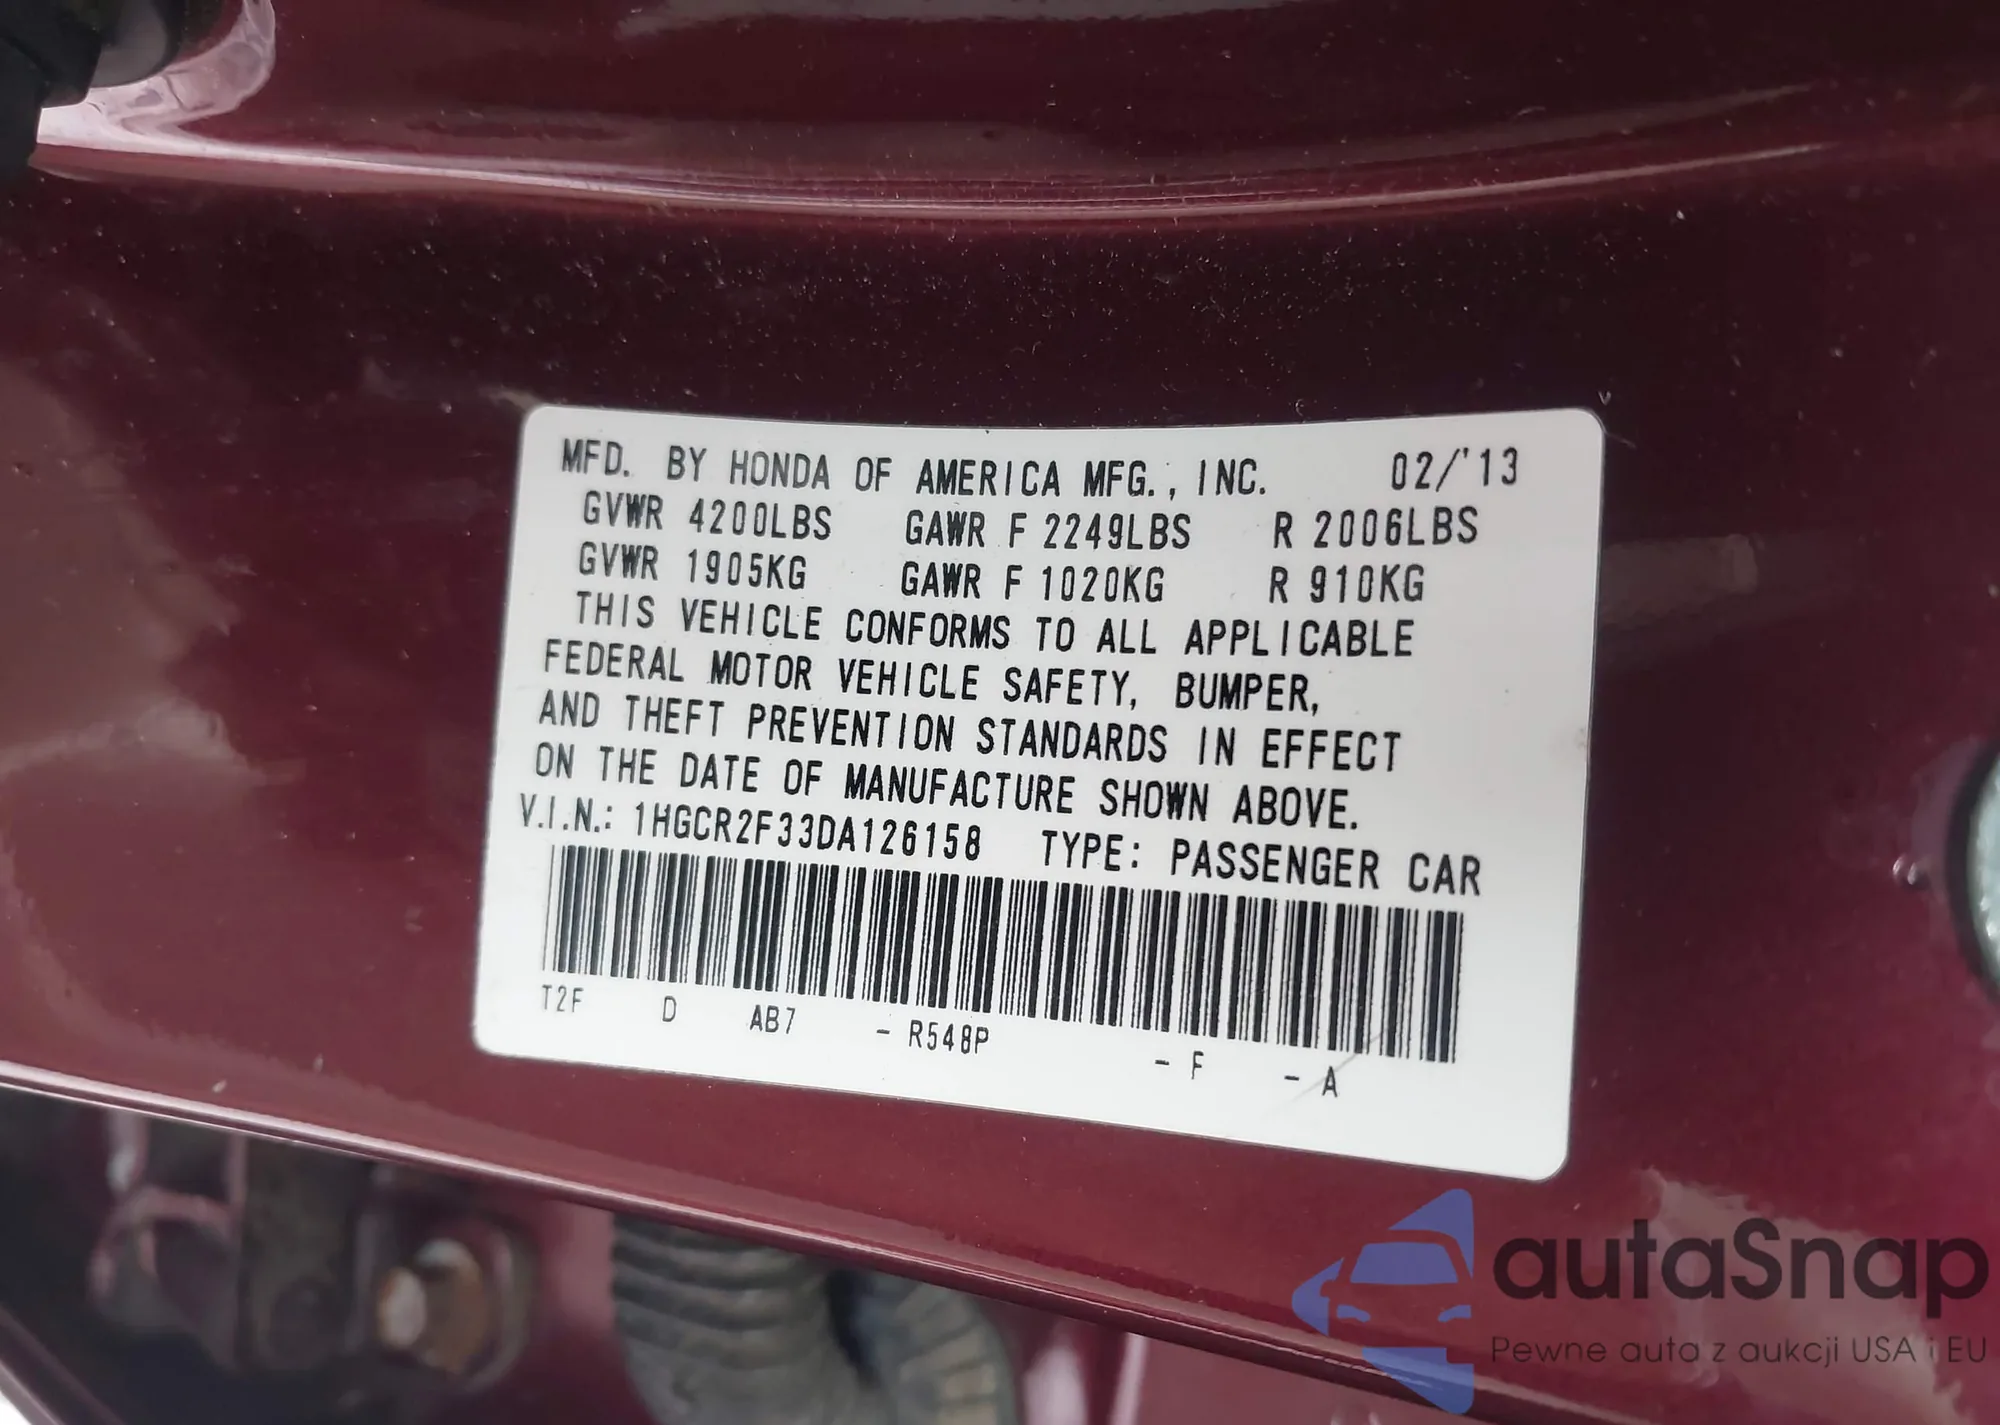 MFD. BY HONDA OF AMERICA MFG., INC. 02/'13
GVWR 4200LBS GAWR F 2249LBS R 2006LBS
GVWR 1905KG GAWR F 1020KG R 910KG
THIS VEHICLE CONFORMS TO ALL APPLICABLE
FEDERAL MOTOR VEHICLE SAFETY, BUMPER,
AND THEFT PREVENTION STANDARDS IN EFFECT
ON THE DATE OF MANUFACTURE SHOWN ABOVE.
V.I.N.: 1HGCR2F33DA126158 TYPE: PASSENGER CAR
T2F D AB7 - R548P - F - A
autaSnap
Pewne auta z aukcji USA i EU